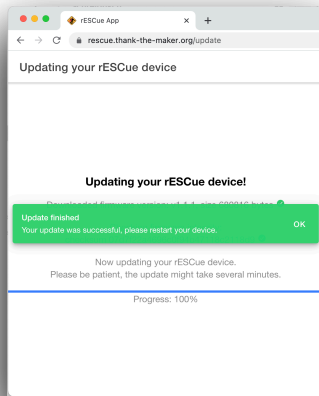 rESCue App
rescue.thank-the-maker.org/update
Updating your rESCue device
Updating your rESCue device!
Update finished
Your update was successful, please restart your device.
OK
Now updating your rESCue device.
Please be patient, the update might take several minutes.
Progress: 100%